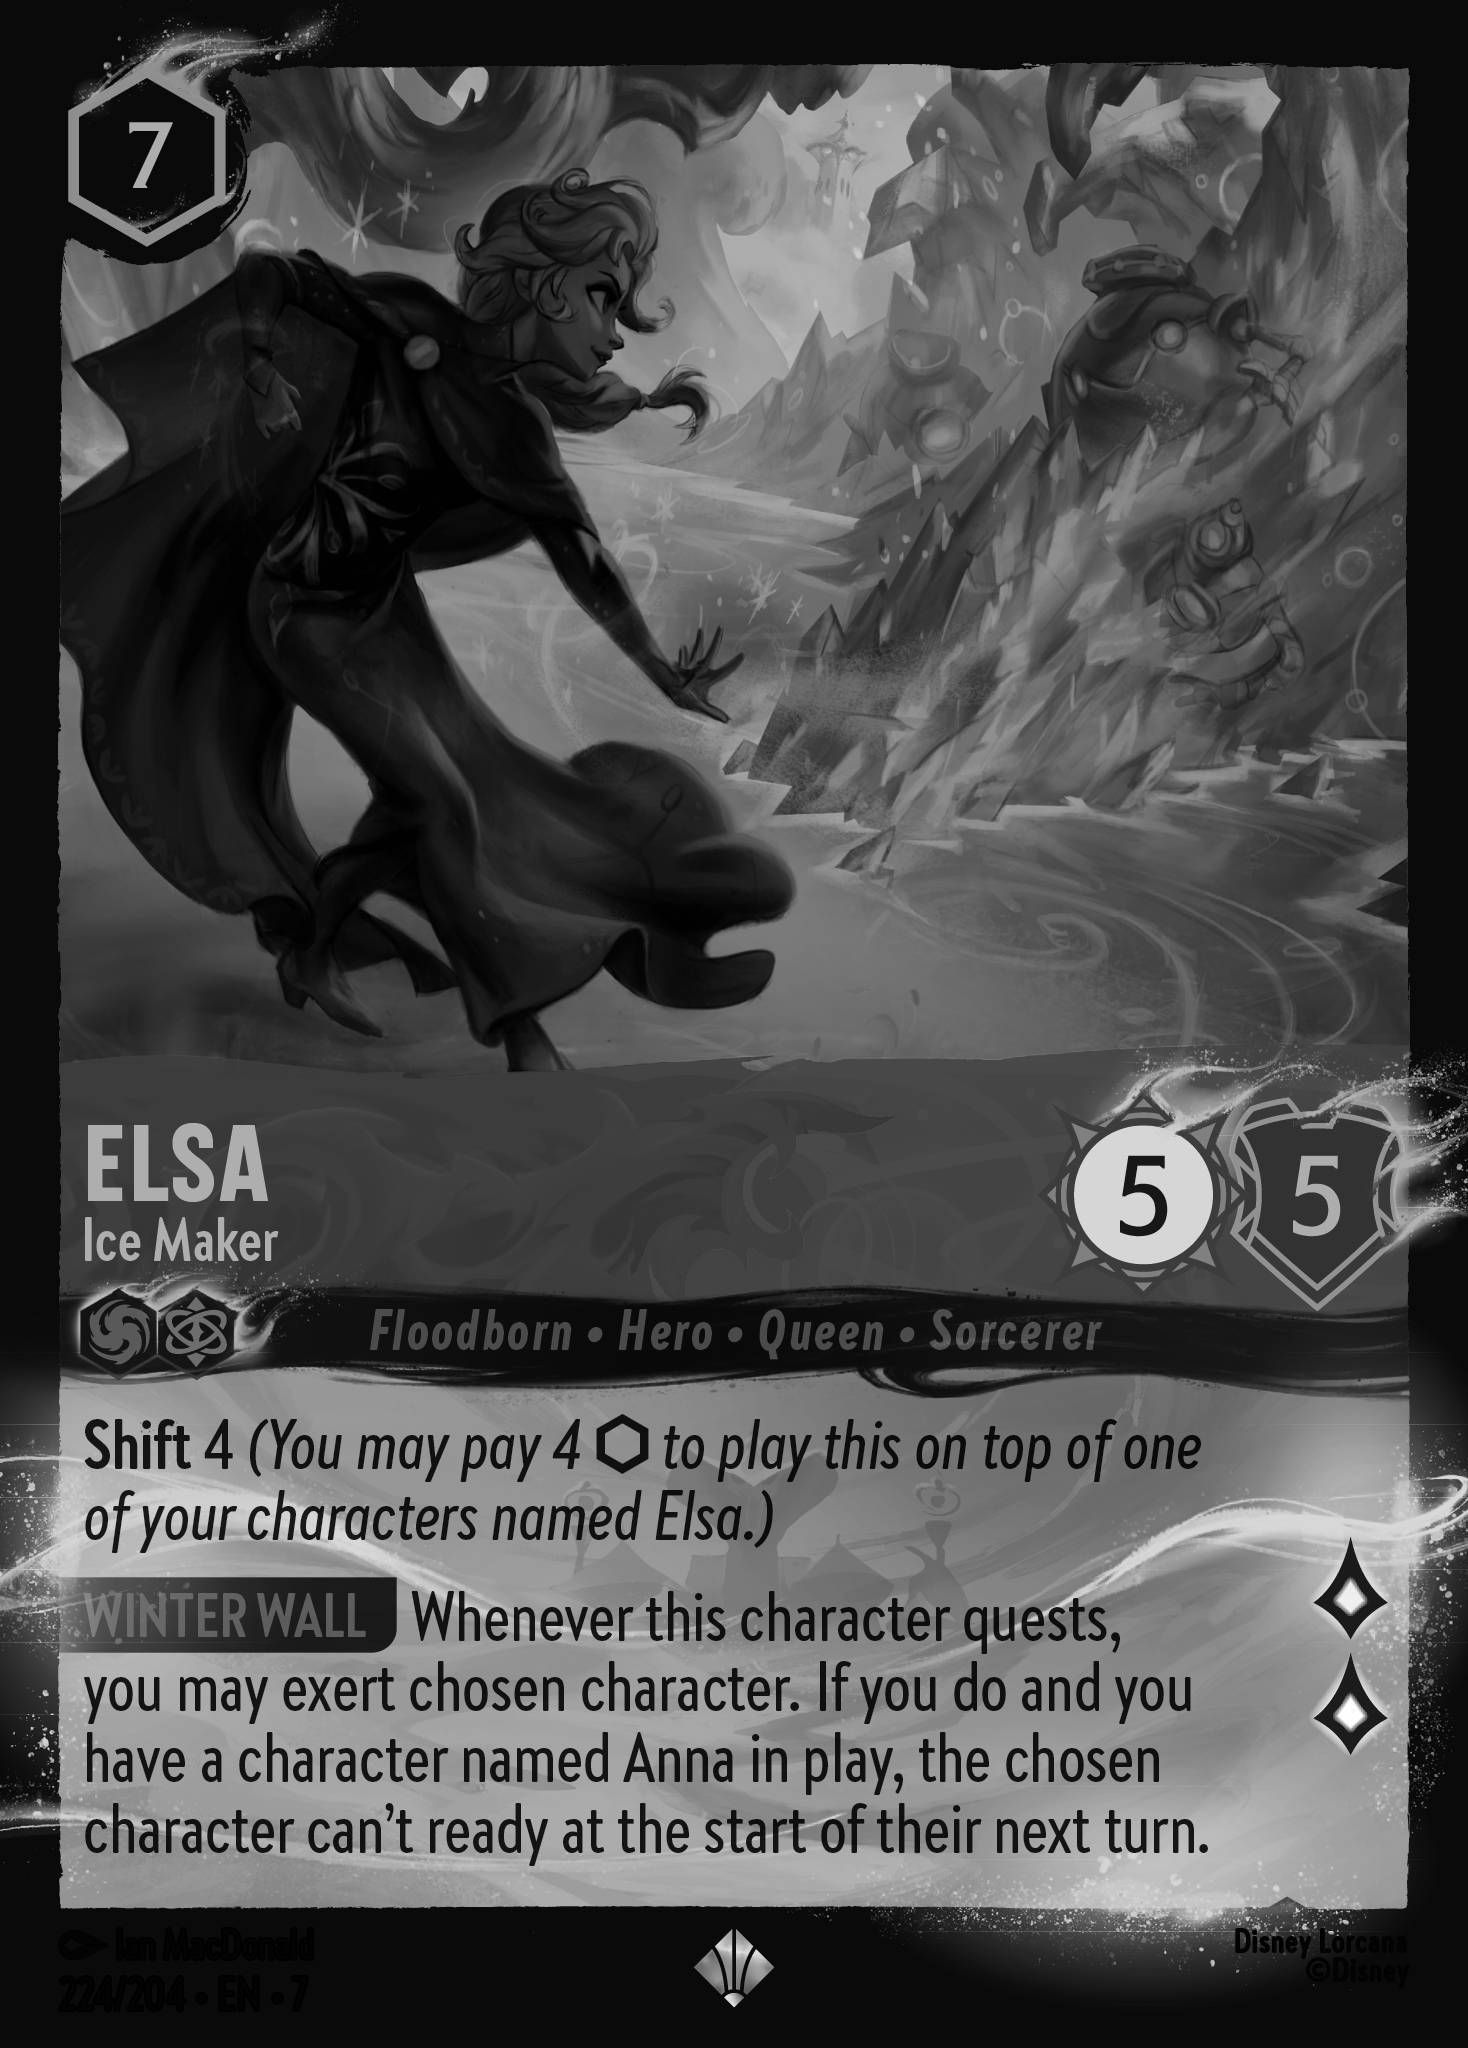 7
ELSA
Ice Maker
5 5
Floodborn • Hero • Queen • Sorcerer
Shift 4 (You may pay 4 ⬡ to play this on top of one
of your characters named Elsa.)
WINTER WALL Whenever this character quests,
you may exert chosen character. If you do and you
have a character named Anna in play, the chosen
character can't ready at the start of their next turn.
Ian MacDonald
224/204 • EN • 7
Disney Lorcana
©Disney